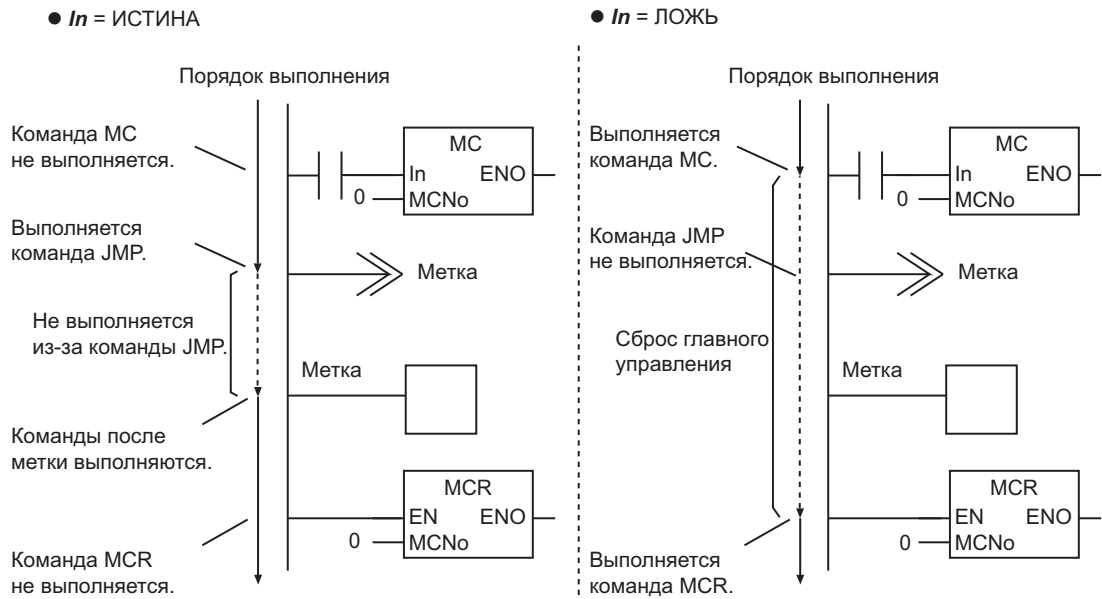 ● In = ИСТИНА
Порядок выполнения
Команда MC
не выполняется.
MC
In ENO
0 MCNo
Выполняется
команда JMP.
Метка
Не выполняется
из-за команды JMP.
Метка
Команды после
метки выполняются.
MCR
EN ENO
0 MCNo
Команда MCR
не выполняется.
● In = ЛОЖЬ
Порядок выполнения
Выполняется
команда MC.
MC
In ENO
0 MCNo
Команда JMP
не выполняется.
Метка
Сброс главного
управления
Метка
MCR
EN ENO
0 MCNo
Выполняется
команда MCR.